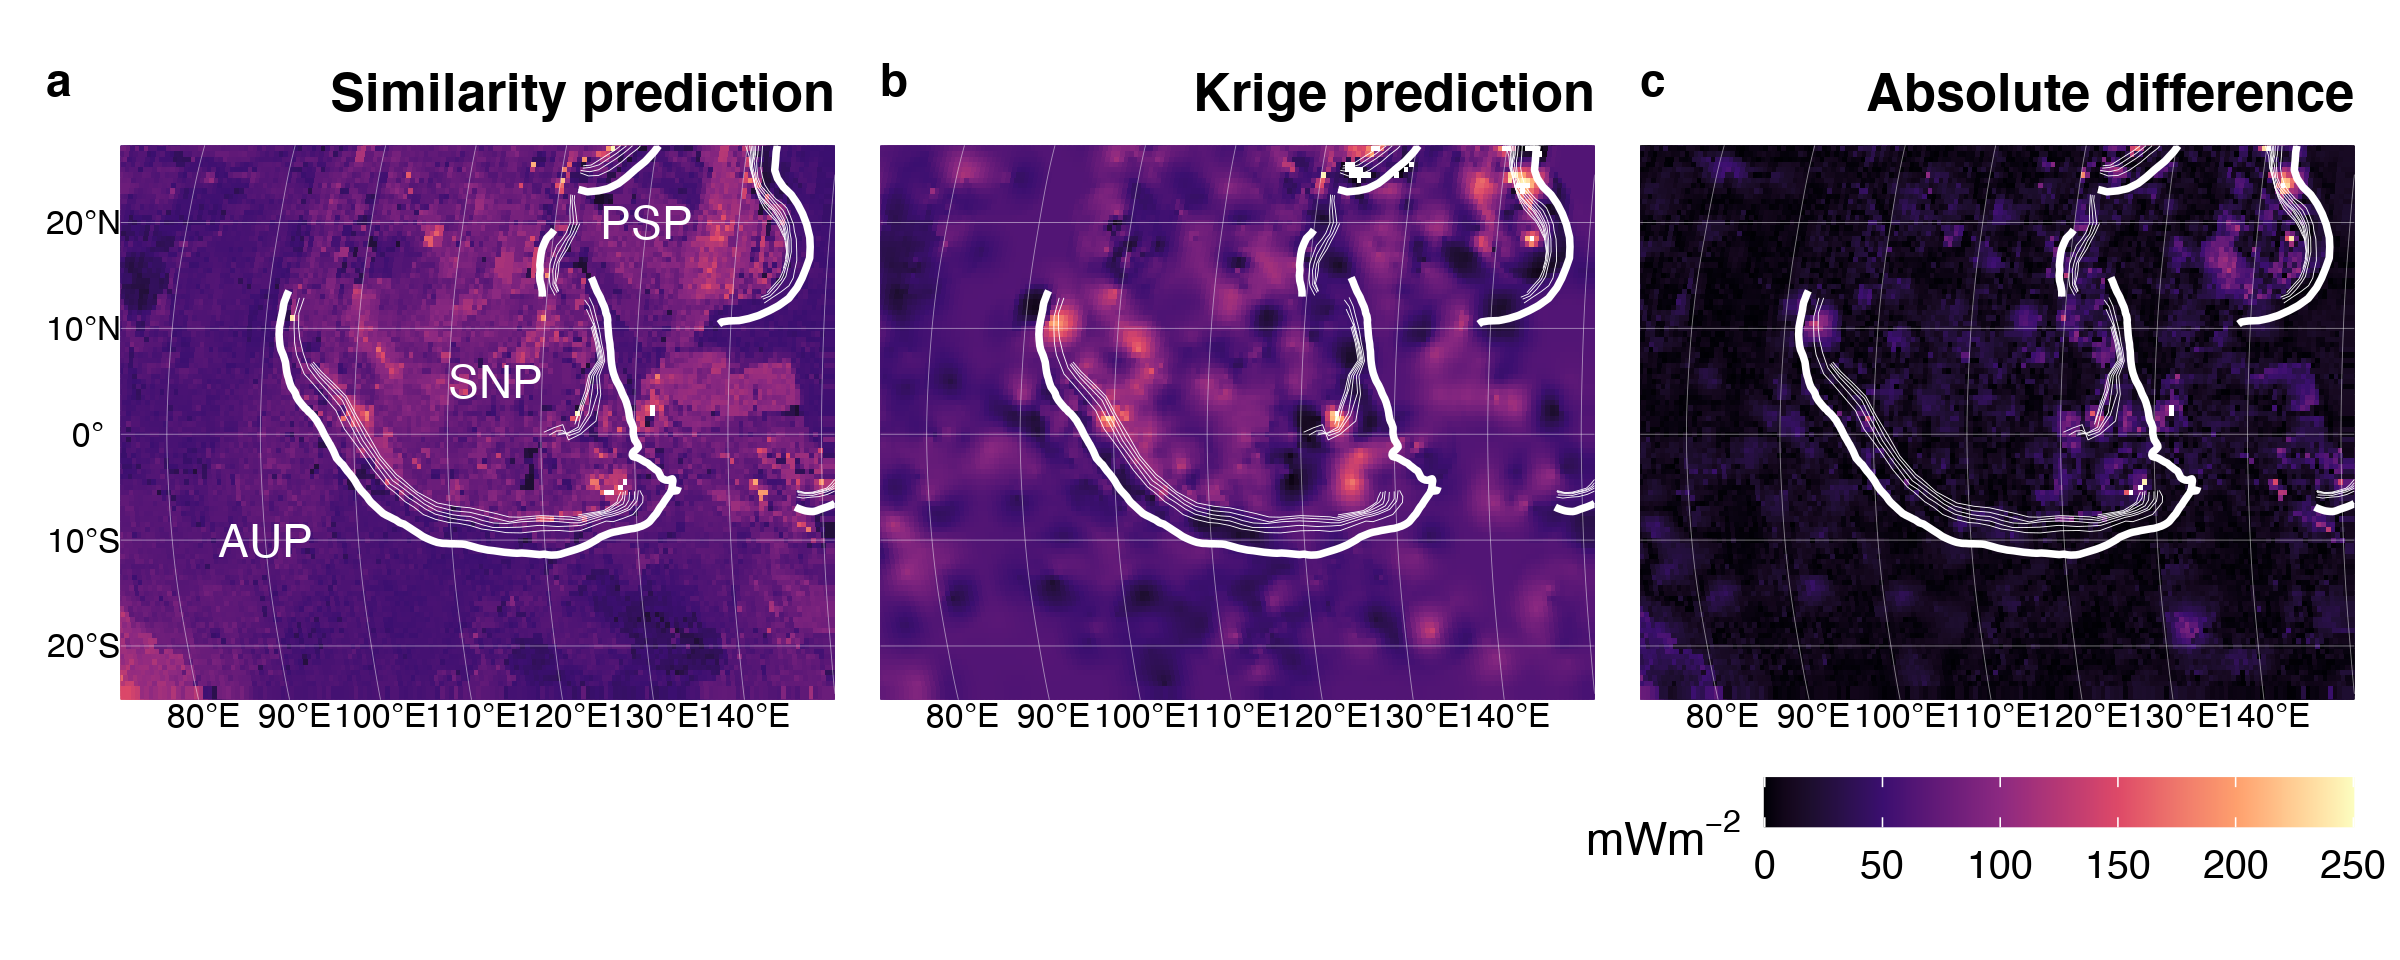 a Similarity prediction
b Krige prediction
c Absolute difference
20°N
10°N
0°
10°S
20°S
PSP
SNP
AUP
80°E 90°E 100°E 110°E 120°E 130°E 140°E
80°E 90°E 100°E 110°E 120°E 130°E 140°E
80°E 90°E 100°E 110°E 120°E 130°E 140°E
mWm⁻²
0 50 100 150 200 250